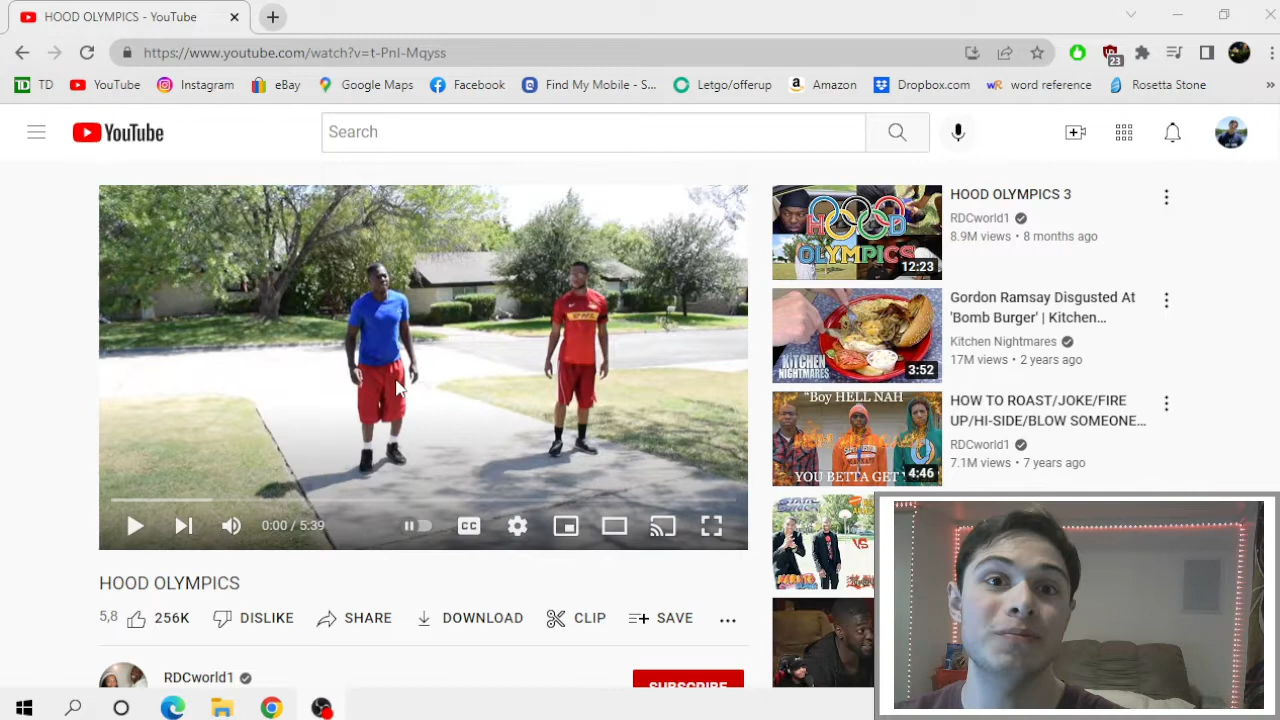 HOOD OLYMPICS - YouTube
https://www.youtube.com/watch?v=t-PnI-Mqyss
23
TD YouTube Instagram eBay Google Maps Facebook Find My Mobile - S... Letgo/offerup Amazon Dropbox.com word reference Rosetta Stone »
YouTube
Search
HOOD OLYMPICS 3
RDCworld1
8.9M views • 8 months ago
HOOD
OLYMPICS
12:23
Gordon Ramsay Disgusted At
'Bomb Burger' | Kitchen...
Kitchen Nightmares
17M views • 2 years ago
KITCHEN
NIGHTMARES
3:52
HOW TO ROAST/JOKE/FIRE
UP/HI-SIDE/BLOW SOMEONE...
RDCworld1
7.1M views • 7 years ago
"Boy HELL NAH
YOU BETTA GET
4:46
VS
0:00 / 5:39
CC
HOOD OLYMPICS
5,8 256K DISLIKE SHARE DOWNLOAD CLIP SAVE ...
RDCworld1
SUBSCRIBE